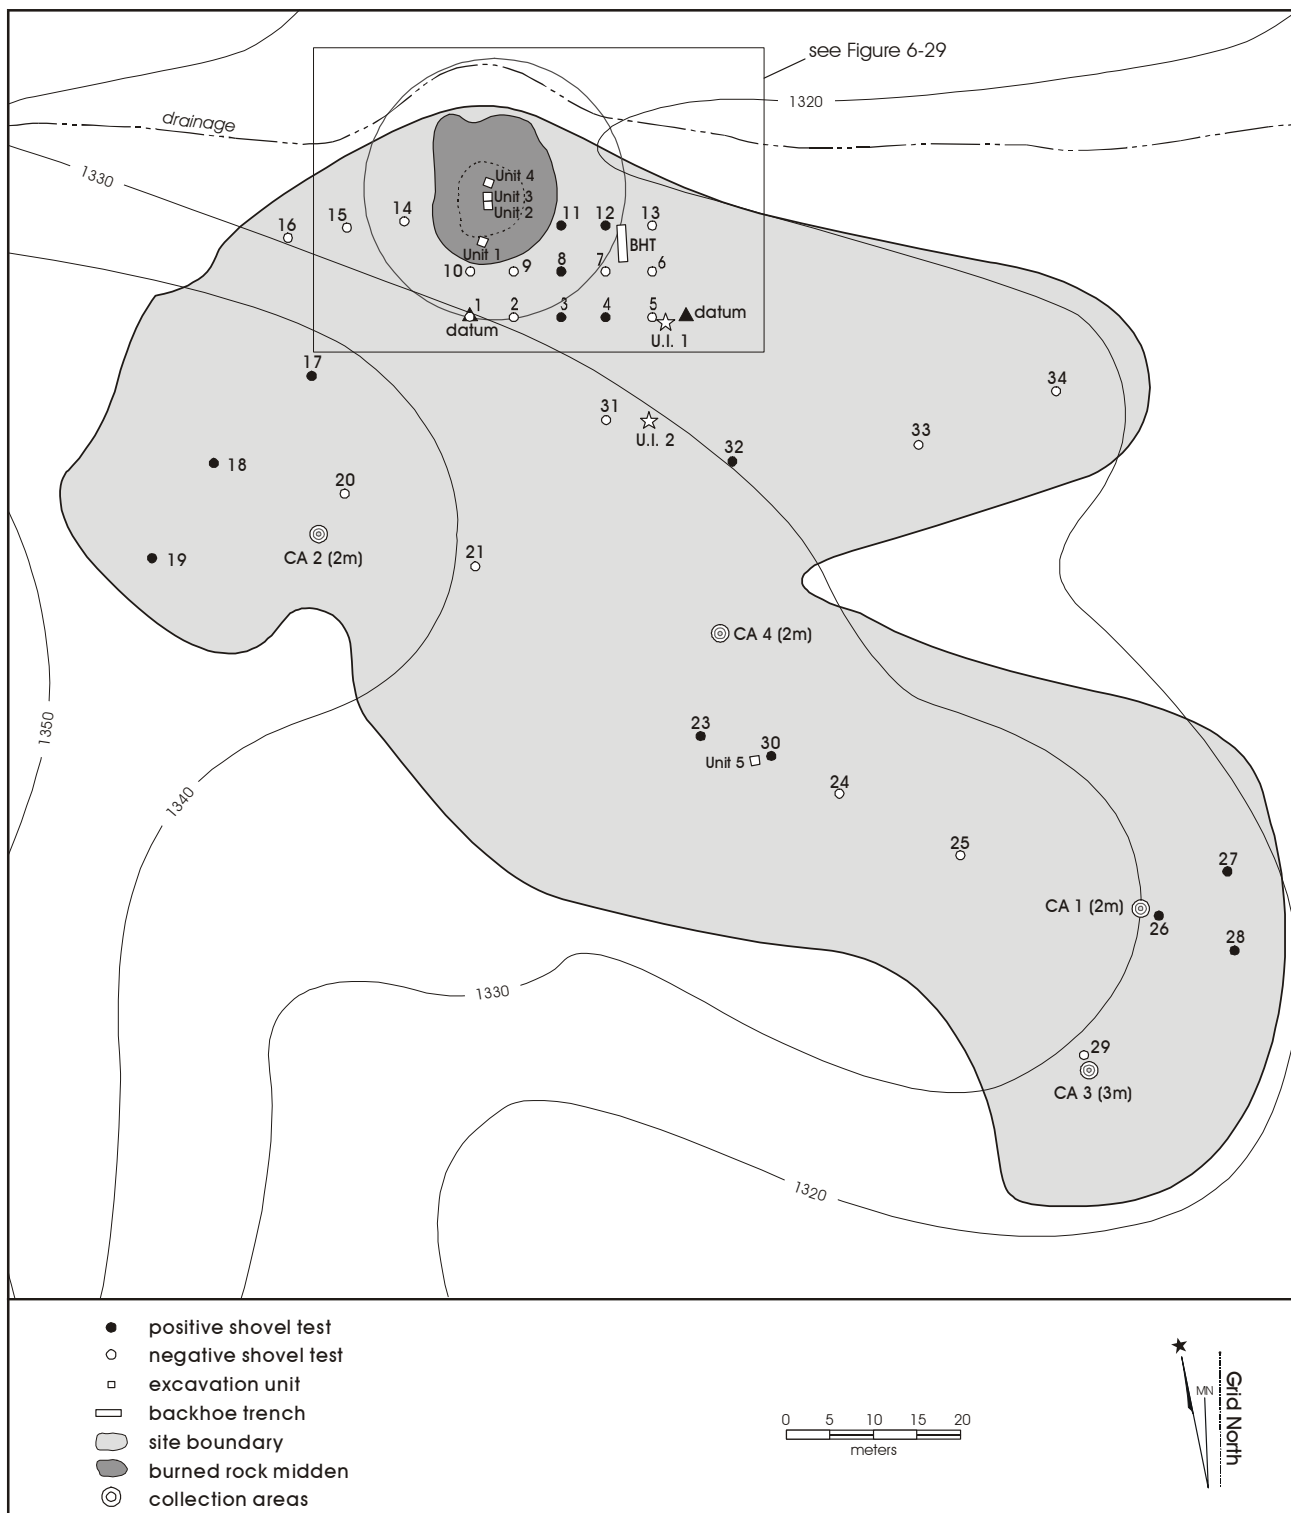 see Figure 6-29
1320
drainage
1330
Unit 4
Unit 3
Unit 2
Unit 1
16
15
14
11
12
13
BHT
10
9
8
7
6
1
2
3
4
5
datum
datum
U.I. 1
17
31
U.I. 2
32
33
34
18
20
CA 2 (2m)
19
21
CA 4 (2m)
1350
23
30
Unit 5
24
1340
25
27
CA 1 (2m)
26
28
1330
29
CA 3 (3m)
1320
positive shovel test
negative shovel test
excavation unit
backhoe trench
site boundary
burned rock midden
collection areas
0 5 10 15 20
meters
MN
Grid North